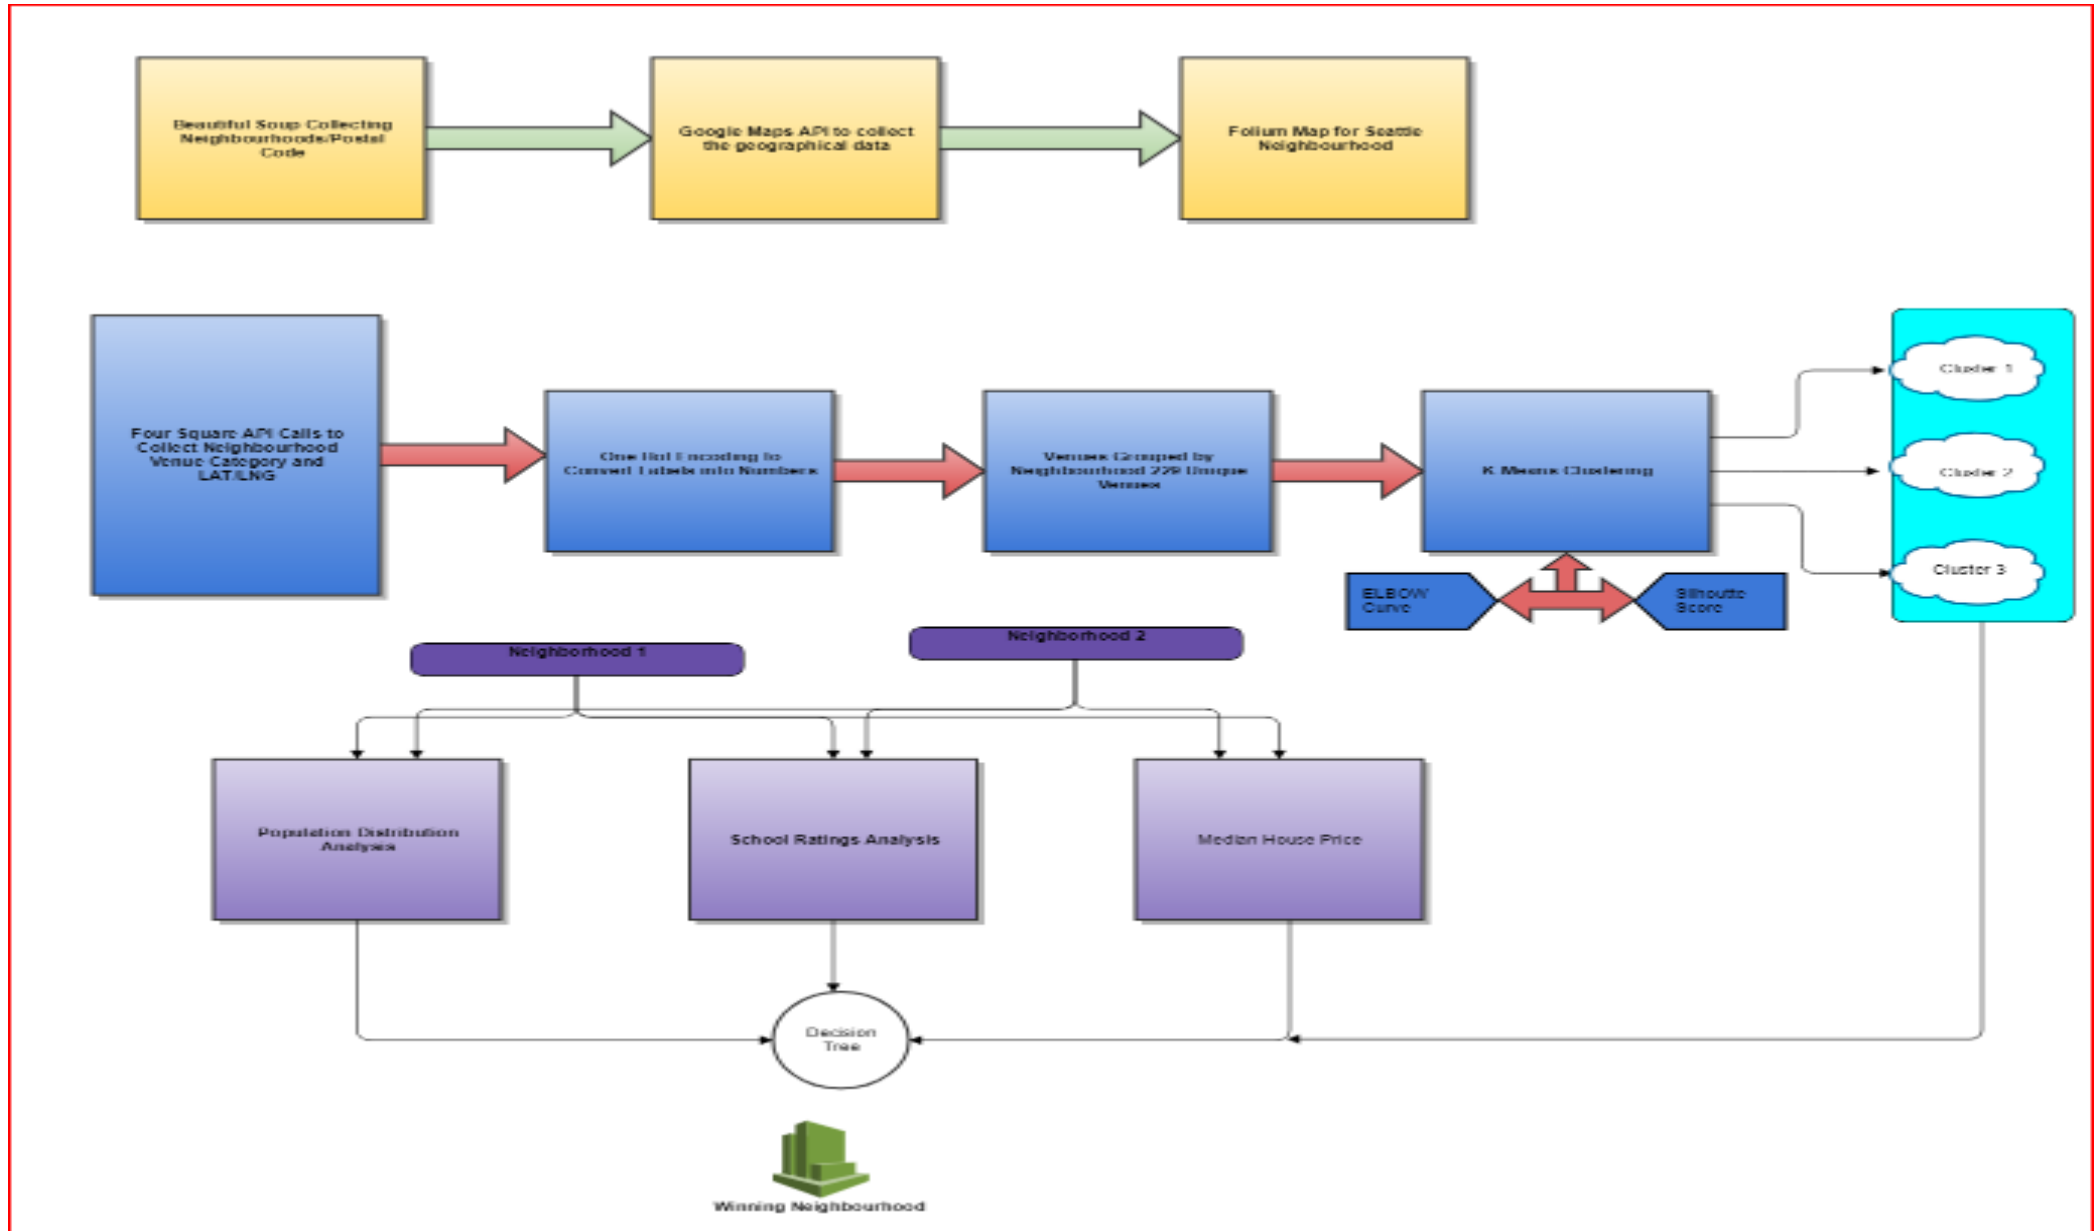 Beautiful Soup Collecting
Neighbourhoods/Postal
Code
Google Maps API to collect
the geographical data
Folium Map for Seattle
Neighbourhood
Four Square API Calls to
Collect Neighbourhood
Venue Category and
LAT/LNG
One Hot Encoding to
Convert Labels into Numbers
Venues Grouped by
Neighbourhood 229 Unique
Venues
K Means Clustering
Cluster 1
Cluster 2
Cluster 3
ELBOW
Curve
Silhoutte
Score
Neighborhood 1
Neighborhood 2
Population Distribution
Analysis
School Ratings Analysis
Median House Price
Decision
Tree
Winning Neighbourhood